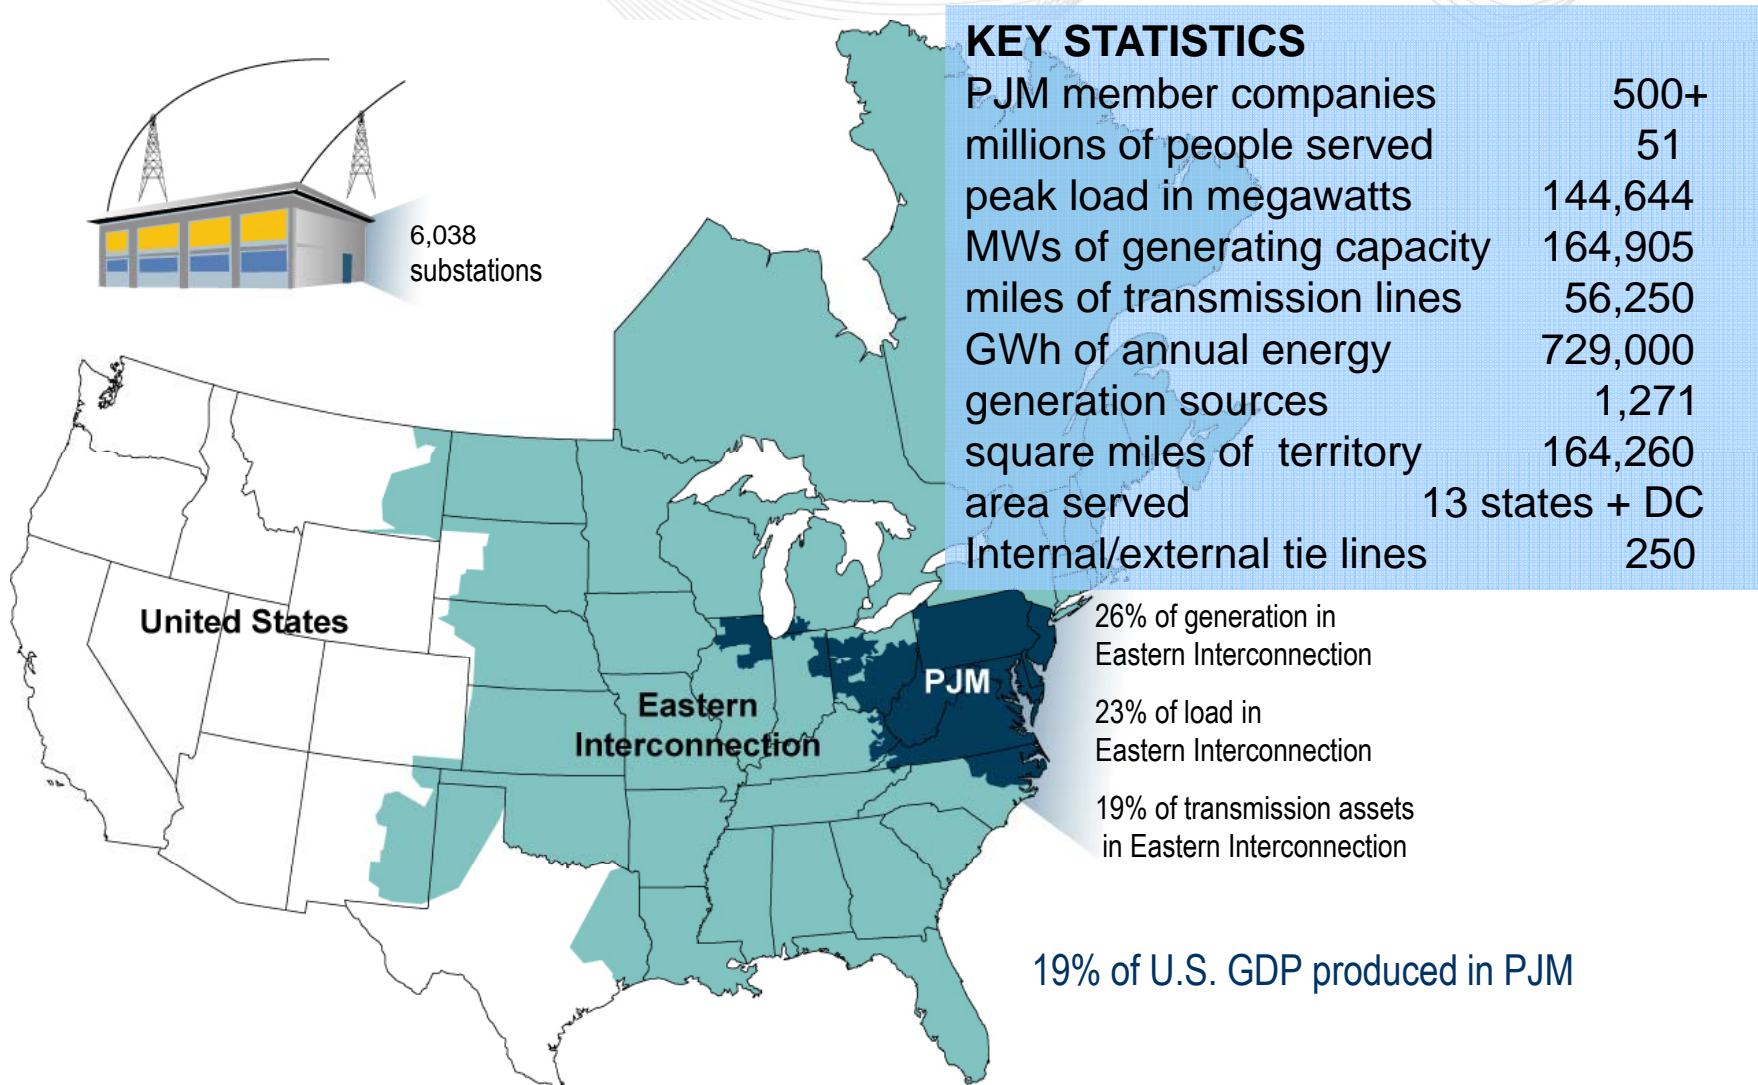 KEY STATISTICS
PJM member companies 500+
millions of people served 51
peak load in megawatts 144,644
MWs of generating capacity 164,905
miles of transmission lines 56,250
GWh of annual energy 729,000
generation sources 1,271
square miles of territory 164,260
area served 13 states + DC
Internal/external tie lines 250
6,038
substations
United States
Eastern
Interconnection
PJM
26% of generation in
Eastern Interconnection
23% of load in
Eastern Interconnection
19% of transmission assets
in Eastern Interconnection
19% of U.S. GDP produced in PJM